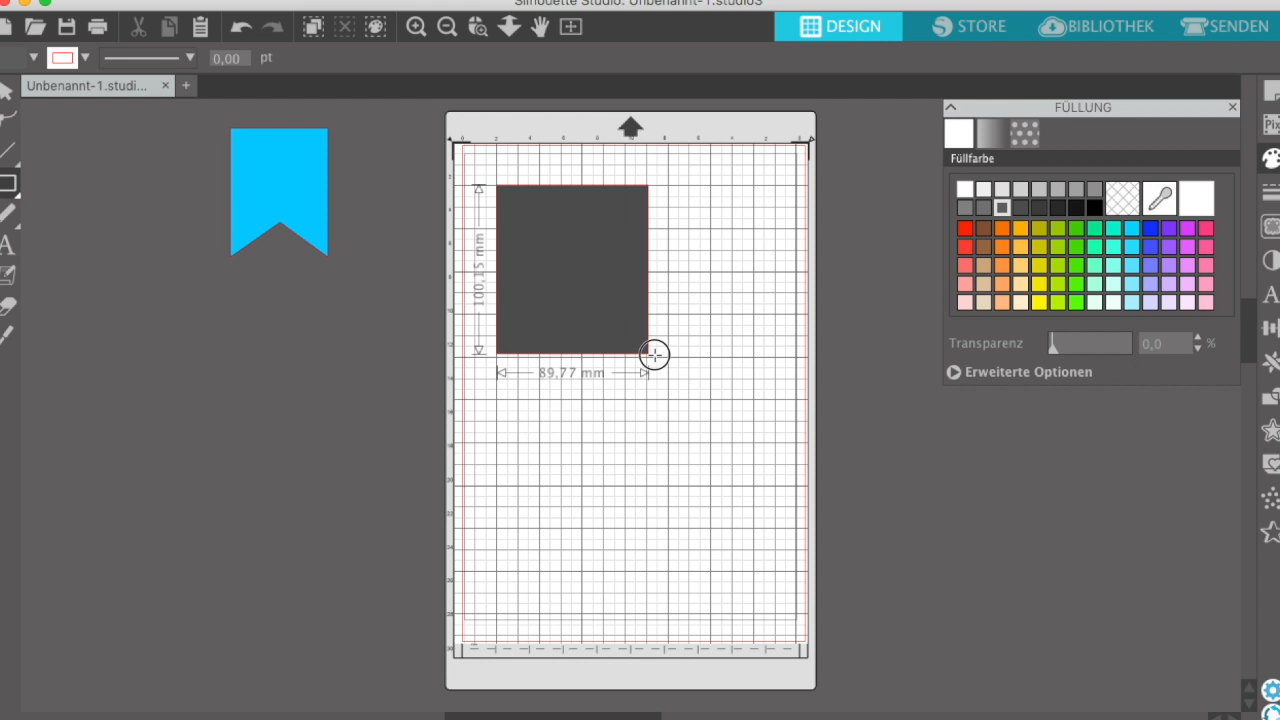 Silhouette Studio: Unbenannt-1.studio3
DESIGN
STORE
BIBLIOTHEK
SENDEN
0,00 pt
Unbenannt-1.studi...
FÜLLUNG
Pix
Füllfarbe
100,15 mm
89,77 mm
Transparenz 0,0 %
Erweiterte Optionen